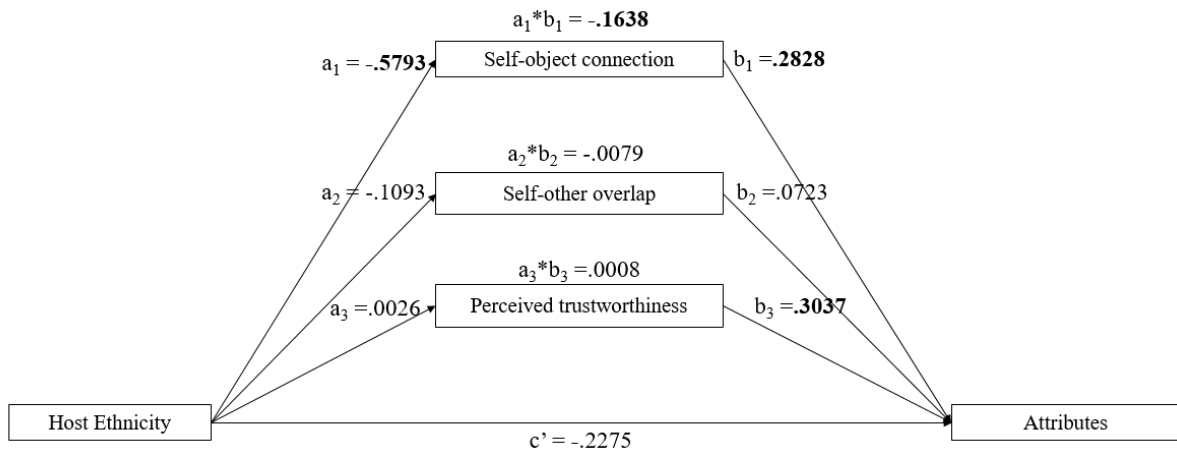 a₁*b₁ = -.1638
a₁ = -.5793
Self-object connection
b₁ =.2828
a₂*b₂ = -.0079
a₂ = -.1093
Self-other overlap
b₂ =.0723
a₃*b₃ =.0008
a₃ =.0026
Perceived trustworthiness
b₃ =.3037
Host Ethnicity
Attributes
c’ = -.2275